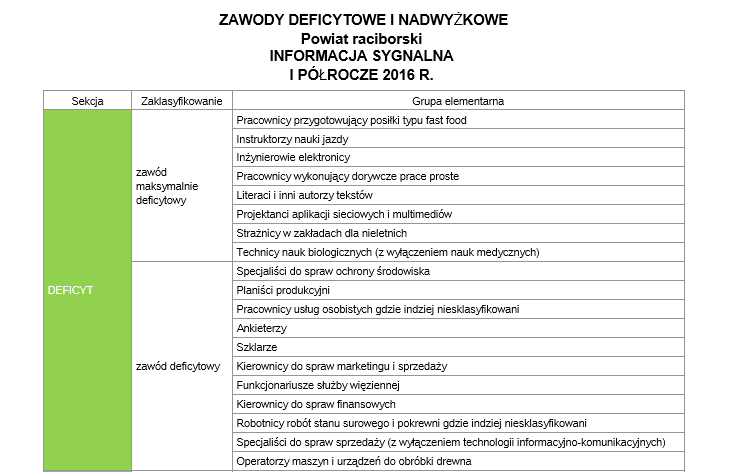 ZAWODY DEFICYTOWE I NADWYŻKOWE
Powiat raciborski
INFORMACJA SYGNALNA
I PÓŁROCZE 2016 R.
Sekcja Zaklasyfikowanie Grupa elementarna
DEFICYT
zawód
maksymalnie
deficytowy
Pracownicy przygotowujący posiłki typu fast food
Instruktorzy nauki jazdy
Inżynierowie elektronicy
Pracownicy wykonujący dorywcze prace proste
Literaci i inni autorzy tekstów
Projektanci aplikacji sieciowych i multimediów
Strażnicy w zakładach dla nieletnich
Technicy nauk biologicznych (z wyłączeniem nauk medycznych)
zawód deficytowy
Specjaliści do spraw ochrony środowiska
Planiści produkcyjni
Pracownicy usług osobistych gdzie indziej niesklasyfikowani
Ankieterzy
Szklarze
Kierownicy do spraw marketingu i sprzedaży
Funkcjonariusze służby więziennej
Kierownicy do spraw finansowych
Robotnicy robót stanu surowego i pokrewni gdzie indziej niesklasyfikowani
Specjaliści do spraw sprzedaży (z wyłączeniem technologii informacyjno-komunikacyjnych)
Operatorzy maszyn i urządzeń do obróbki drewna